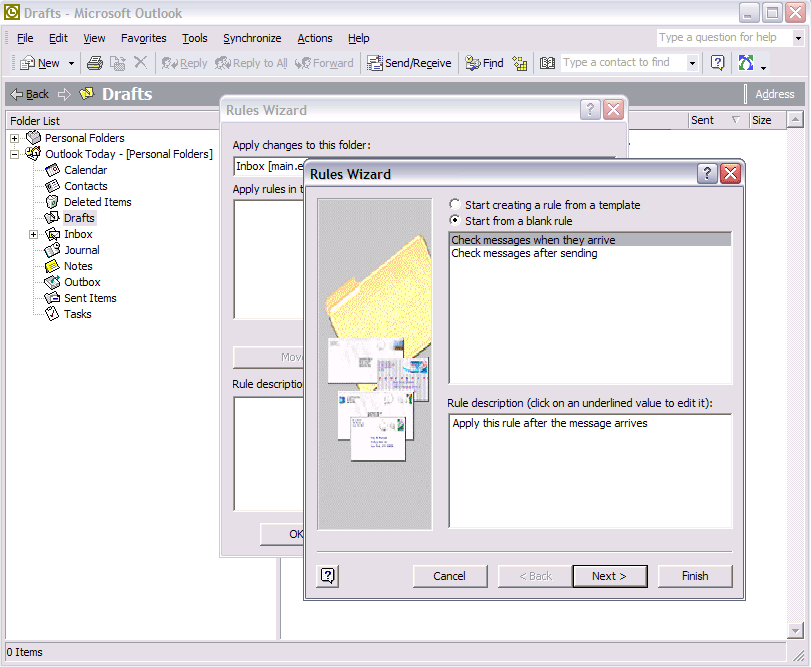 Drafts - Microsoft Outlook
File Edit View Favorites Tools Synchronize Actions Help
Type a question for help
New Reply Reply to All Forward Send/Receive Find Type a contact to find
Back Drafts Address
Folder List
Sent Size
Personal Folders
Outlook Today - [Personal Folders]
Calendar
Contacts
Deleted Items
Drafts
Inbox
Journal
Notes
Outbox
Sent Items
Tasks
0 Items
Rules Wizard
Apply changes to this folder:
Inbox [main.e
Apply rules in t
Move
Rule descriptio
OK
Rules Wizard
Start creating a rule from a template
Start from a blank rule
Check messages when they arrive
Check messages after sending
Rule description (click on an underlined value to edit it):
Apply this rule after the message arrives
Cancel < Back Next > Finish